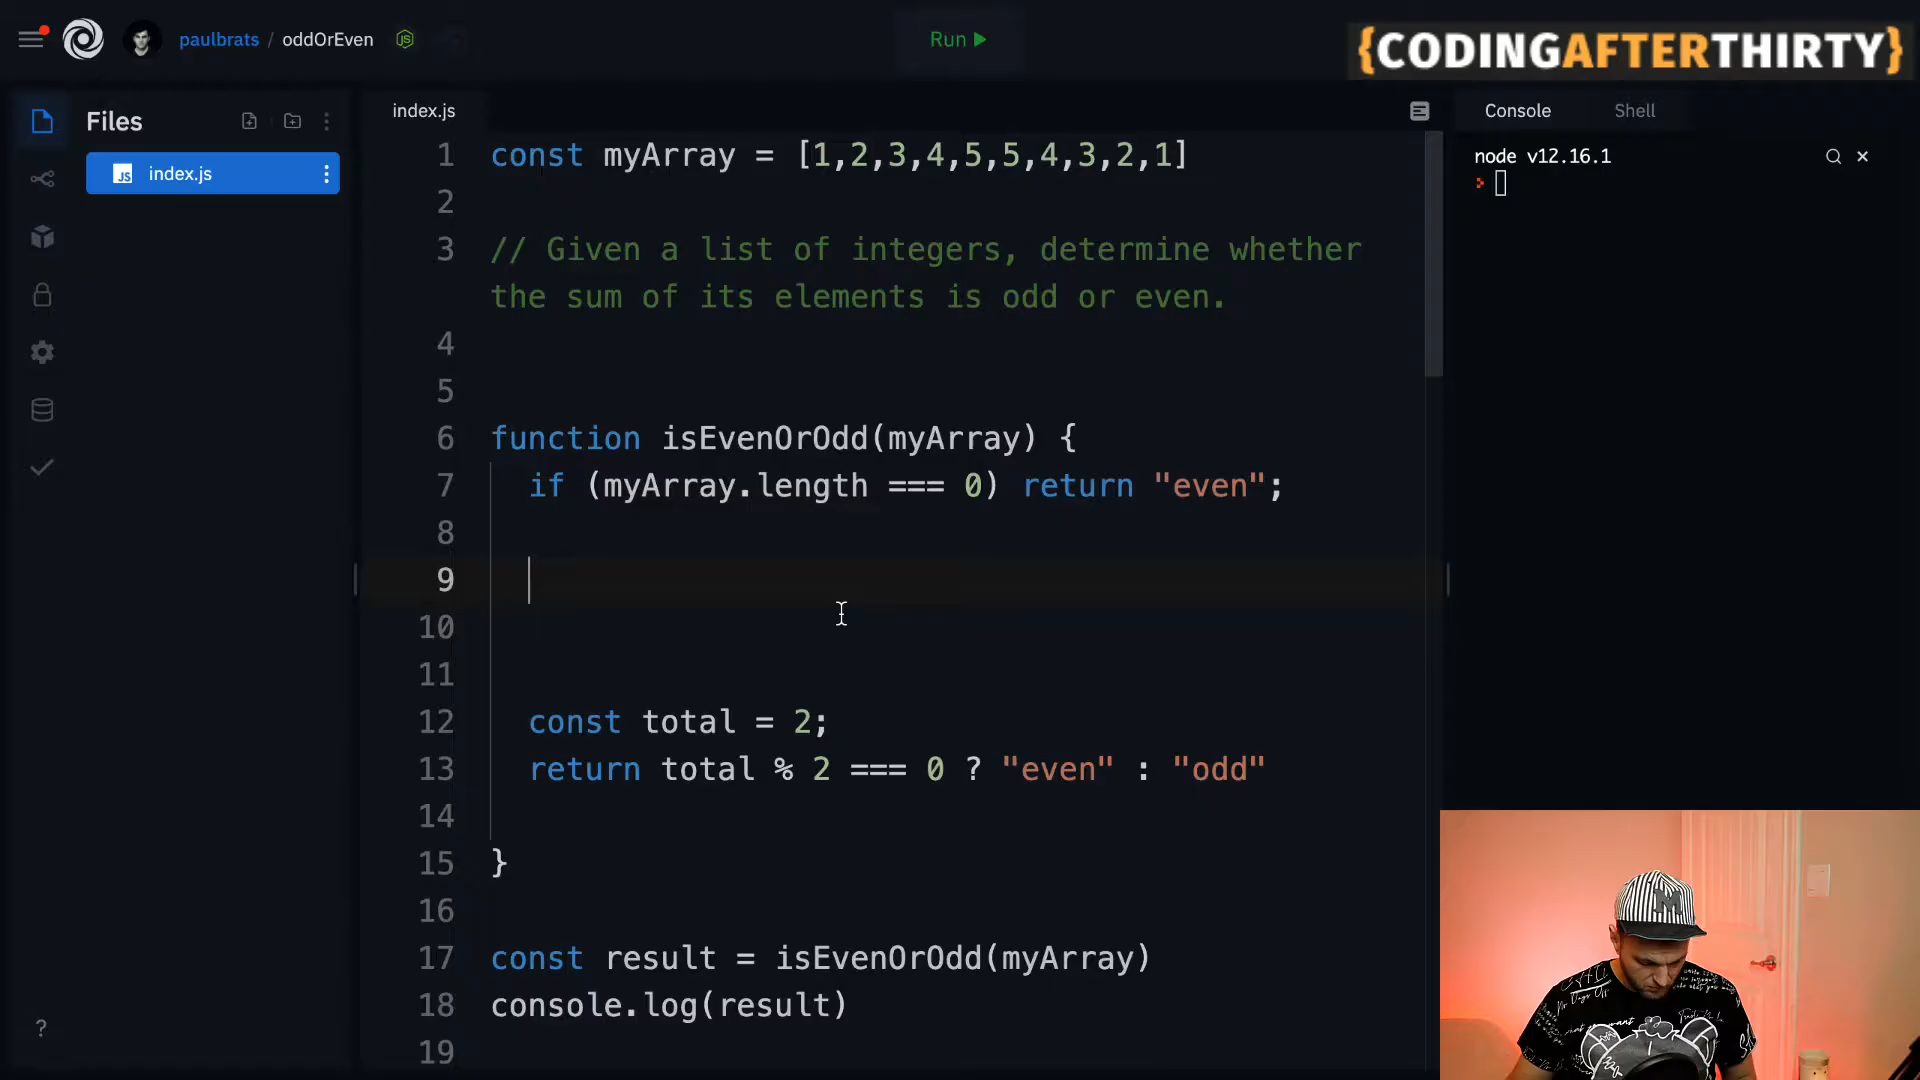 paulbrats / oddOrEven
Run
{CODINGAFTERTHIRTY}
Files
JS index.js
index.js
Console Shell
node v12.16.1
1 const myArray = [1,2,3,4,5,5,4,3,2,1]
2
3 // Given a list of integers, determine whether
the sum of its elements is odd or even.
4
5
6 function isEvenOrOdd(myArray) {
7 if (myArray.length === 0) return "even";
8
9
10
11
12 const total = 2;
13 return total % 2 === 0 ? "even" : "odd"
14
15 }
16
17 const result = isEvenOrOdd(myArray)
18 console.log(result)
19
?